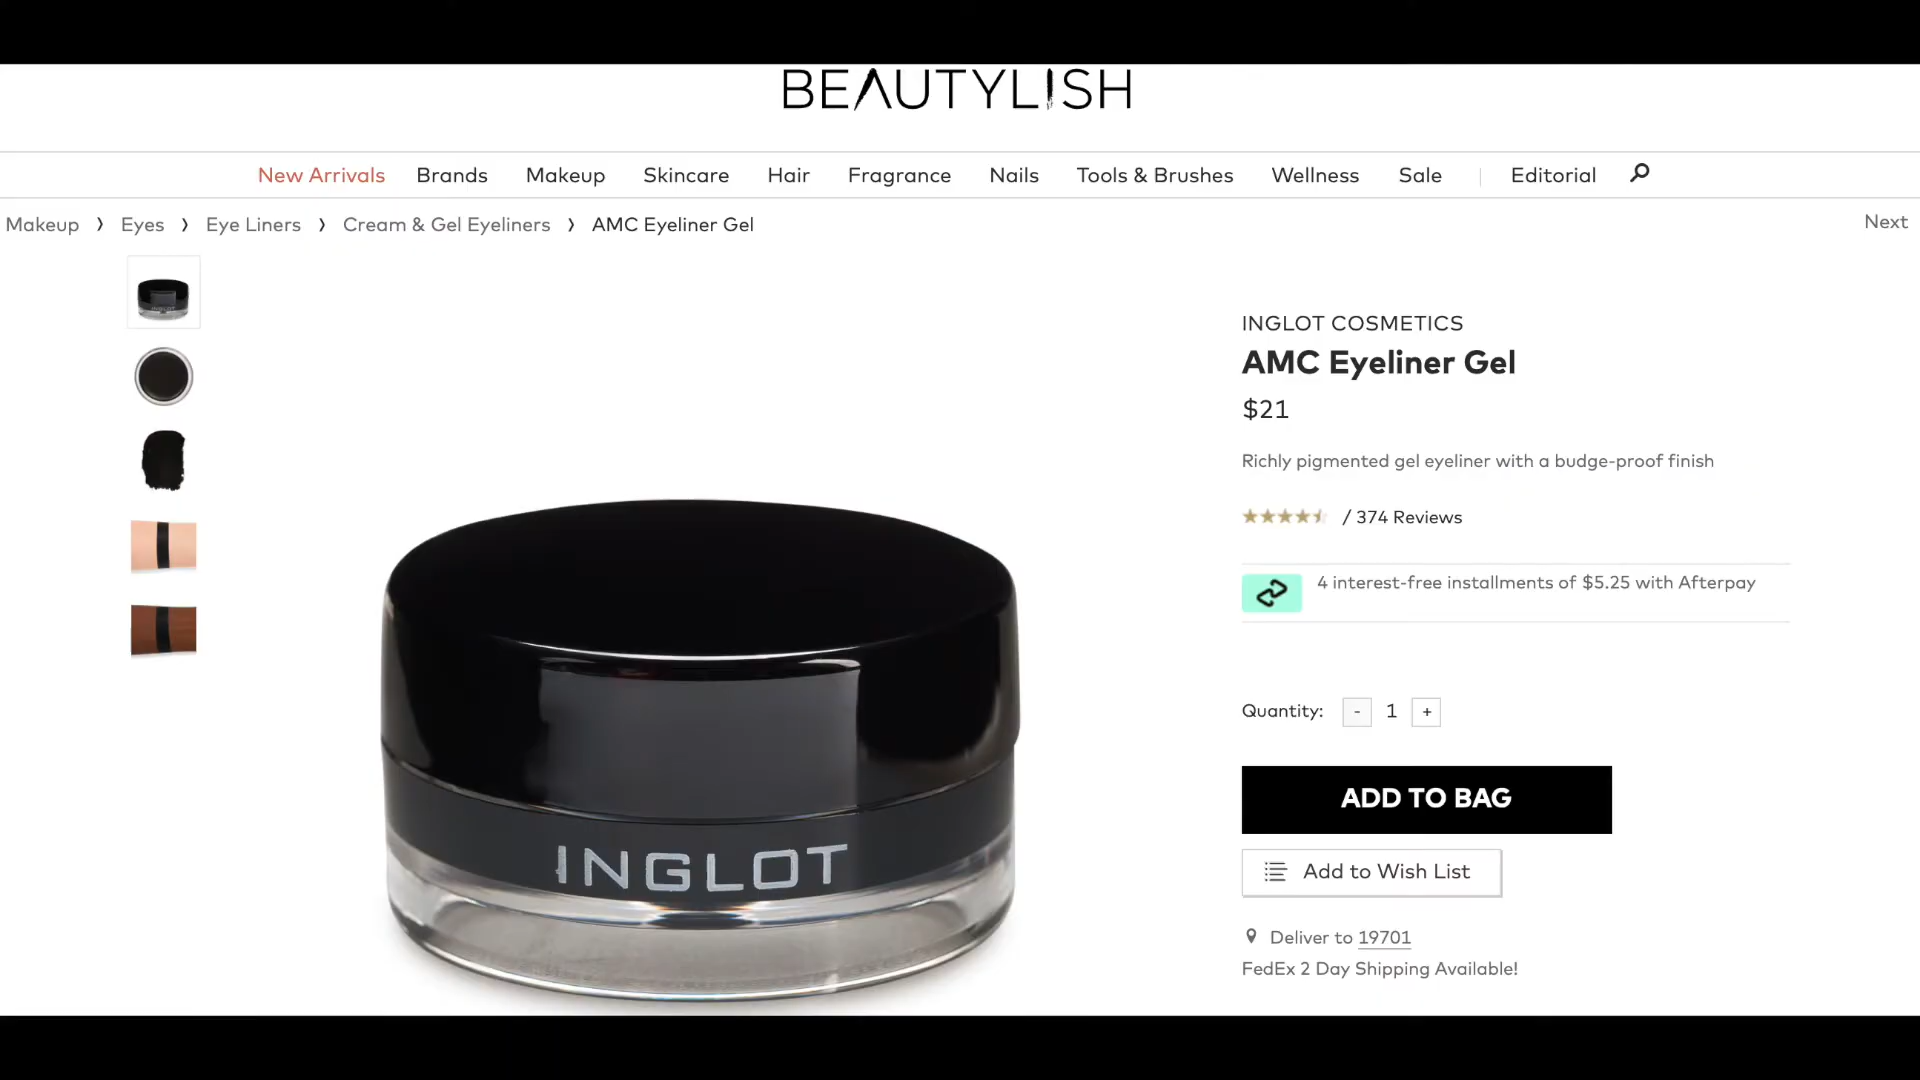 BEAUTYLISH
New Arrivals Brands Makeup Skincare Hair Fragrance Nails Tools & Brushes Wellness Sale Editorial
Makeup › Eyes › Eye Liners › Cream & Gel Eyeliners › AMC Eyeliner Gel
Next
INGLOT COSMETICS
AMC Eyeliner Gel
$21
Richly pigmented gel eyeliner with a budge-proof finish
/ 374 Reviews
4 interest-free installments of $5.25 with Afterpay
Quantity: - 1 +
ADD TO BAG
Add to Wish List
Deliver to 19701
FedEx 2 Day Shipping Available!
INGLOT
INGLOT